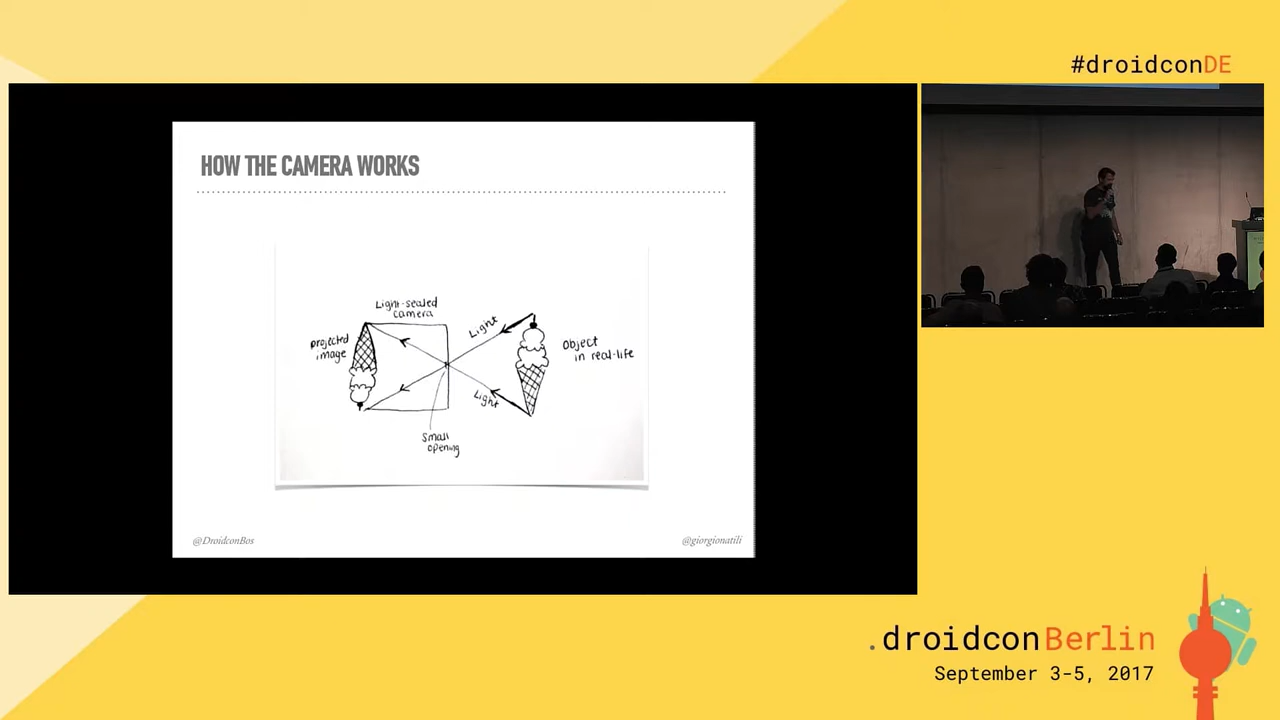 #droidconDE
HOW THE CAMERA WORKS
Light-sealed
camera
projected
image
Light
Object
in real-life
Light
Small
opening
@DroidconBos
@giorgionatili
.droidconBerlin
September 3-5, 2017